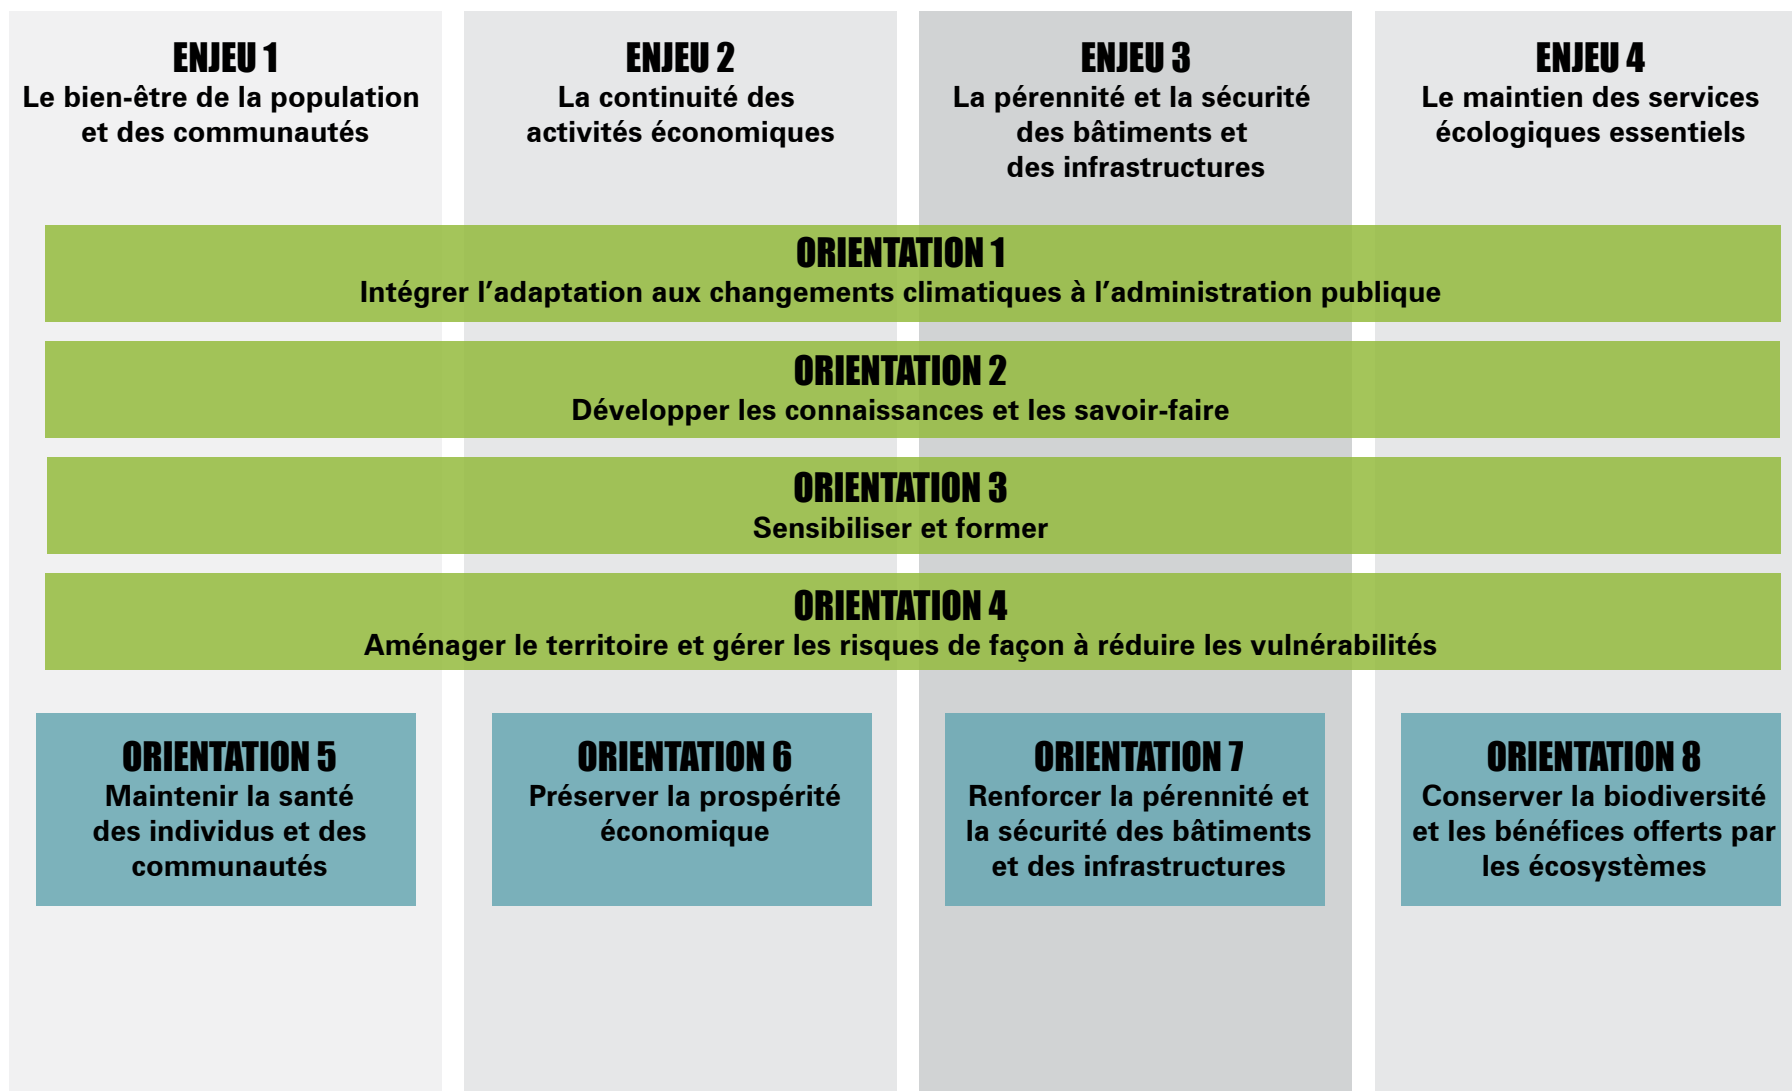 ENJEU 1
Le bien-être de la population
et des communautés
ENJEU 2
La continuité des
activités économiques
ENJEU 3
La pérennité et la sécurité
des bâtiments et
des infrastructures
ENJEU 4
Le maintien des services
écologiques essentiels
ORIENTATION 1
Intégrer l’adaptation aux changements climatiques à l’administration publique
ORIENTATION 2
Développer les connaissances et les savoir-faire
ORIENTATION 3
Sensibiliser et former
ORIENTATION 4
Aménager le territoire et gérer les risques de façon à réduire les vulnérabilités
ORIENTATION 5
Maintenir la santé
des individus et des
communautés
ORIENTATION 6
Préserver la prospérité
économique
ORIENTATION 7
Renforcer la pérennité et
la sécurité des bâtiments
et des infrastructures
ORIENTATION 8
Conserver la biodiversité
et les bénéfices offerts par
les écosystèmes